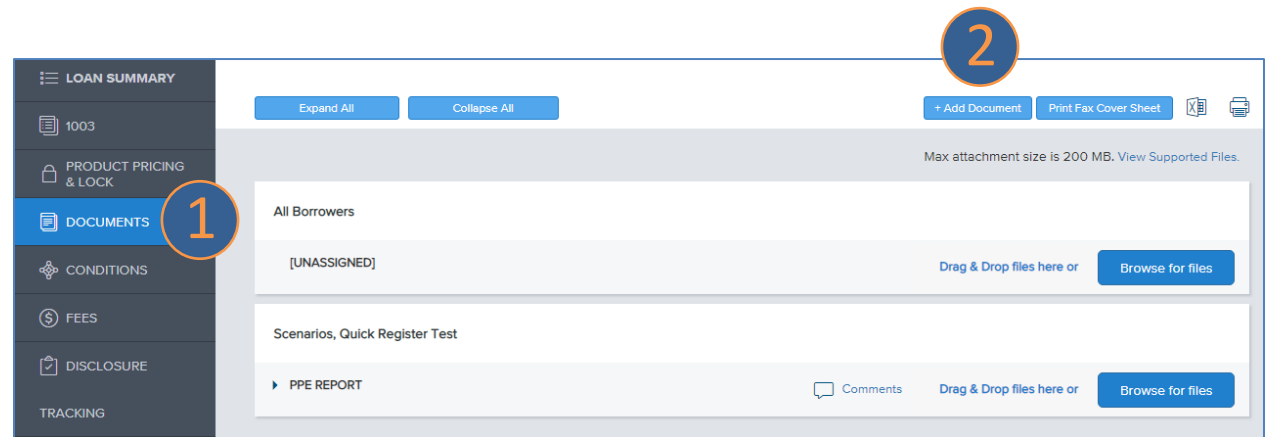 2
LOAN SUMMARY
1003
PRODUCT PRICING
& LOCK
DOCUMENTS
1
CONDITIONS
FEES
DISCLOSURE
TRACKING
Expand All Collapse All + Add Document Print Fax Cover Sheet
Max attachment size is 200 MB. View Supported Files.
All Borrowers
[UNASSIGNED] Drag & Drop files here or Browse for files
Scenarios, Quick Register Test
PPE REPORT Comments Drag & Drop files here or Browse for files